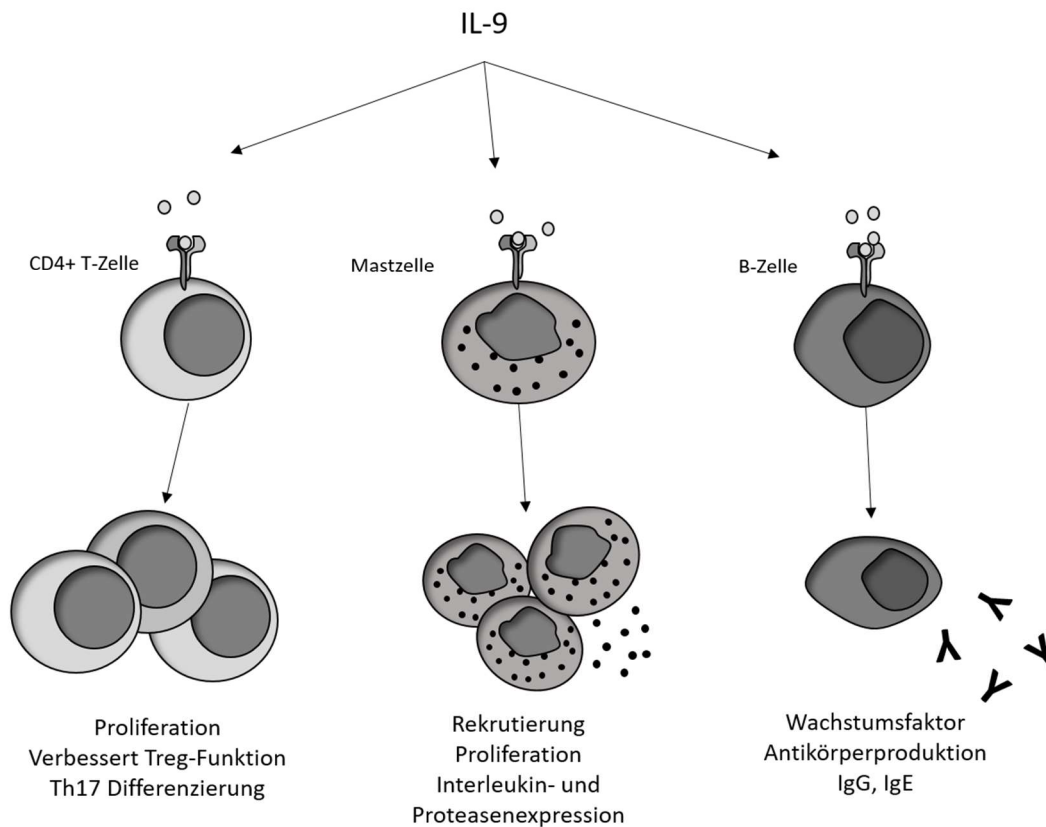 IL-9
CD4+ T-Zelle
Mastzelle
B-Zelle
Proliferation
Verbessert Treg-Funktion
Th17 Differenzierung
Rekrutierung
Proliferation
Interleukin- und
Proteasenexpression
Wachstumsfaktor
Antikörperproduktion
IgG, IgE